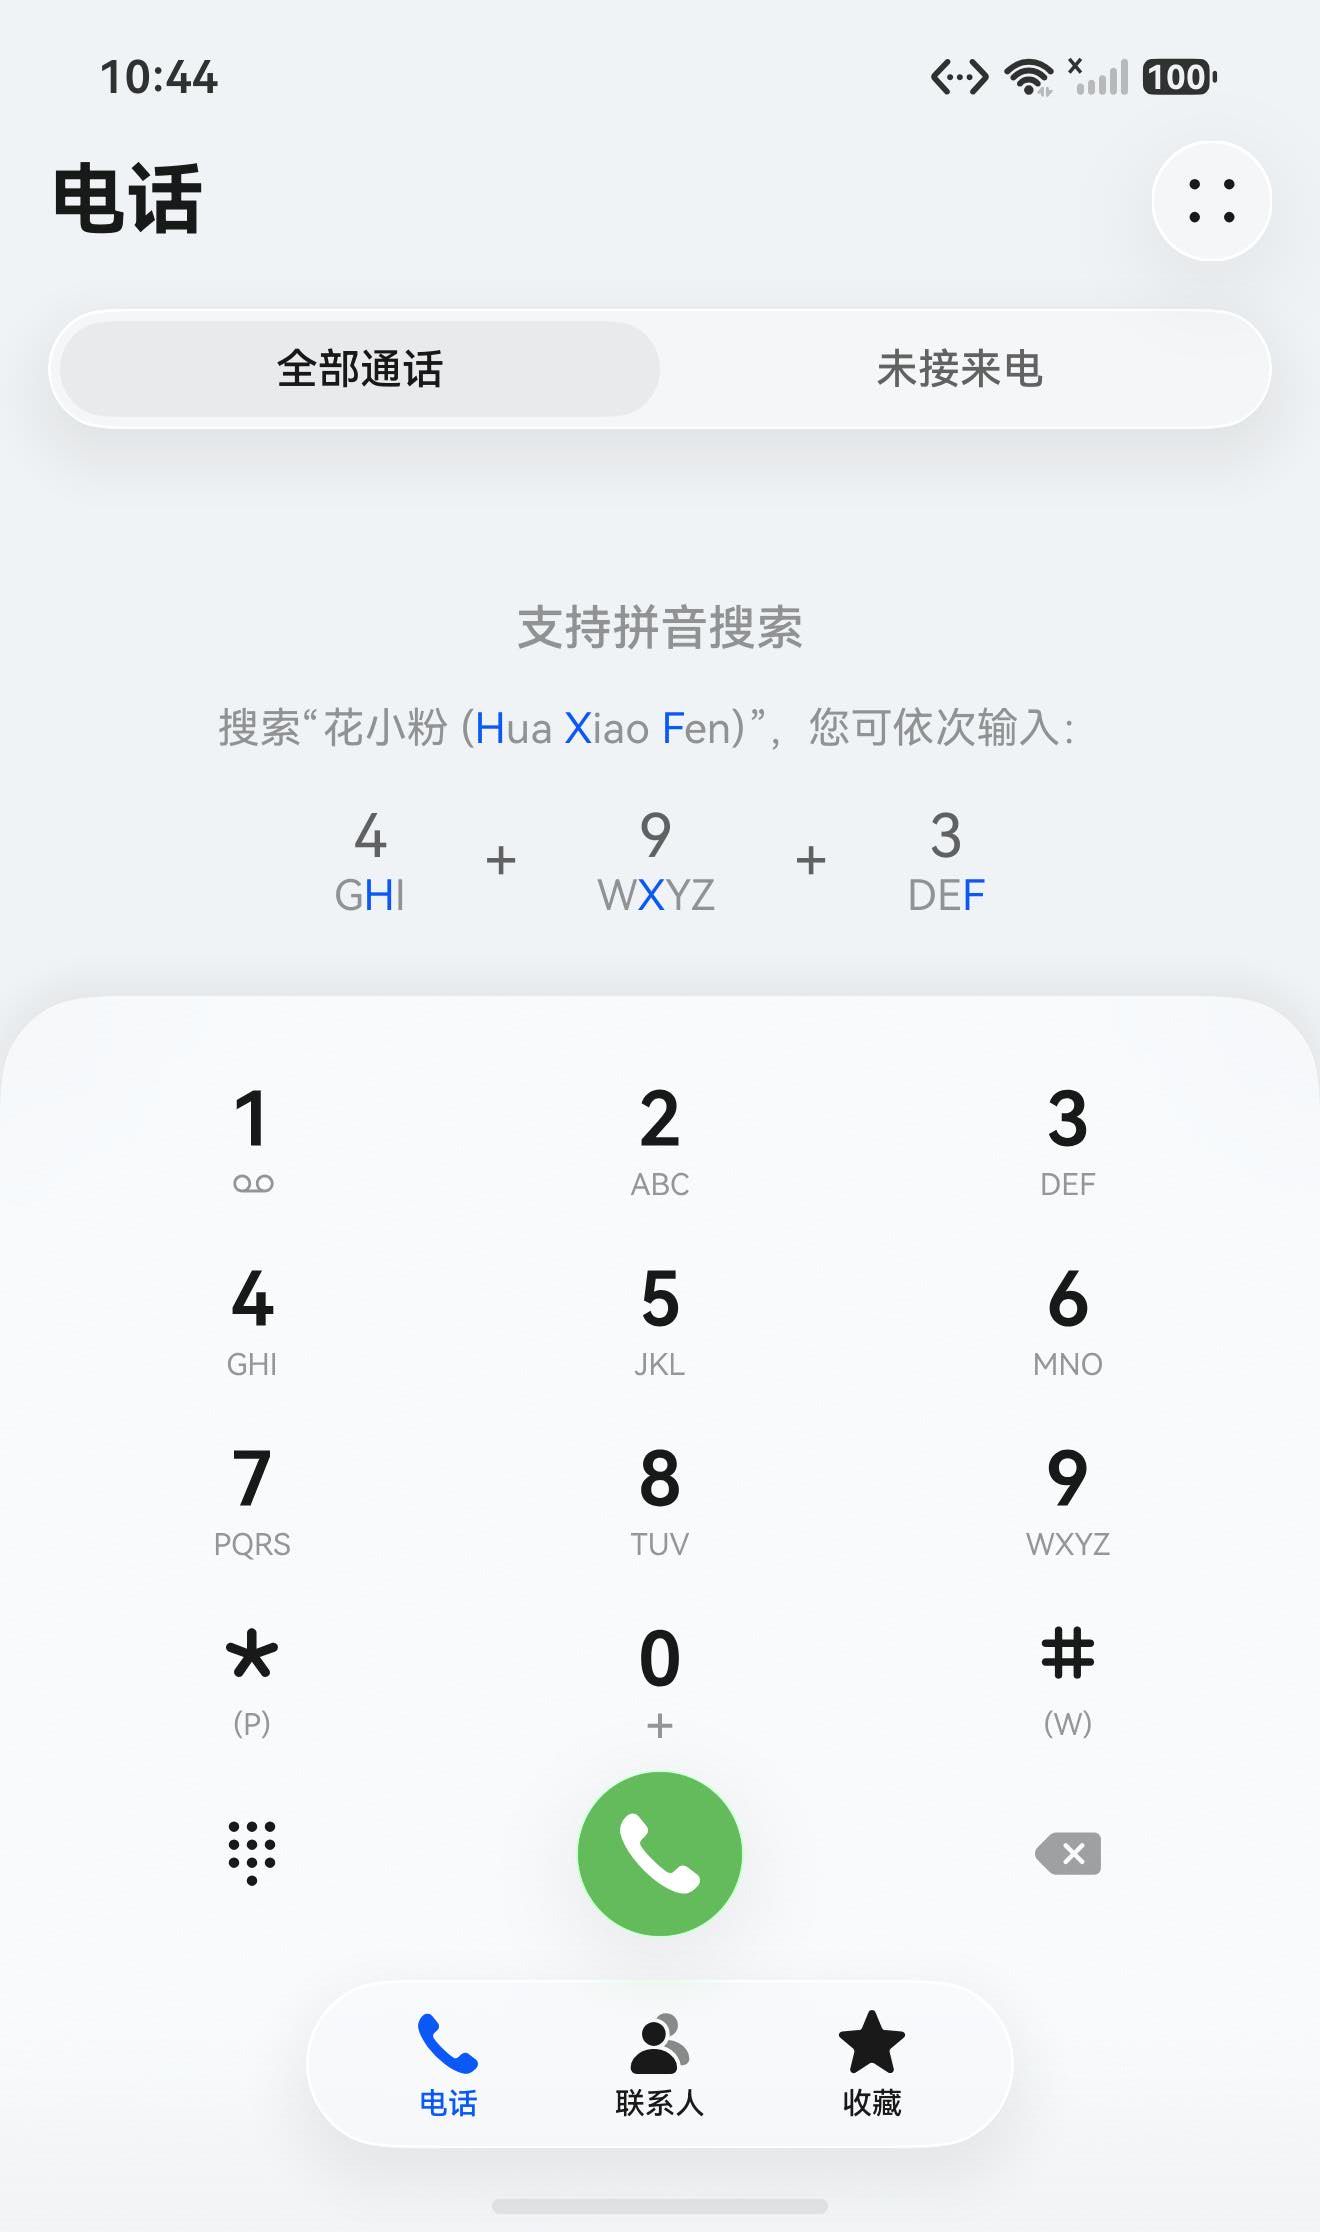 10:44
100
电话
全部通话
未接来电
支持拼音搜索
搜索“花小粉 (Hua Xiao Fen)”，您可依次输入：
4 + 9 + 3
GHI WXYZ DEF
1 2 3
ABC DEF
4 5 6
GHI JKL MNO
7 8 9
PQRS TUV WXYZ
* 0 #
(P) + (W)
电话 联系人 收藏